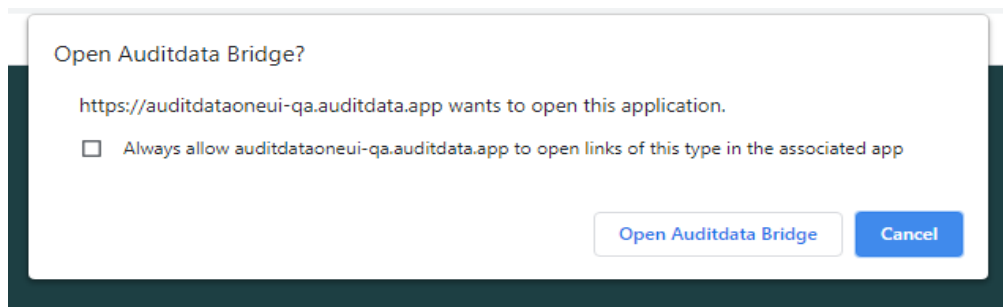 Open Auditdata Bridge?
https://auditdataoneui-qa.auditdata.app wants to open this application.
Always allow auditdataoneui-qa.auditdata.app to open links of this type in the associated app
Open Auditdata Bridge Cancel